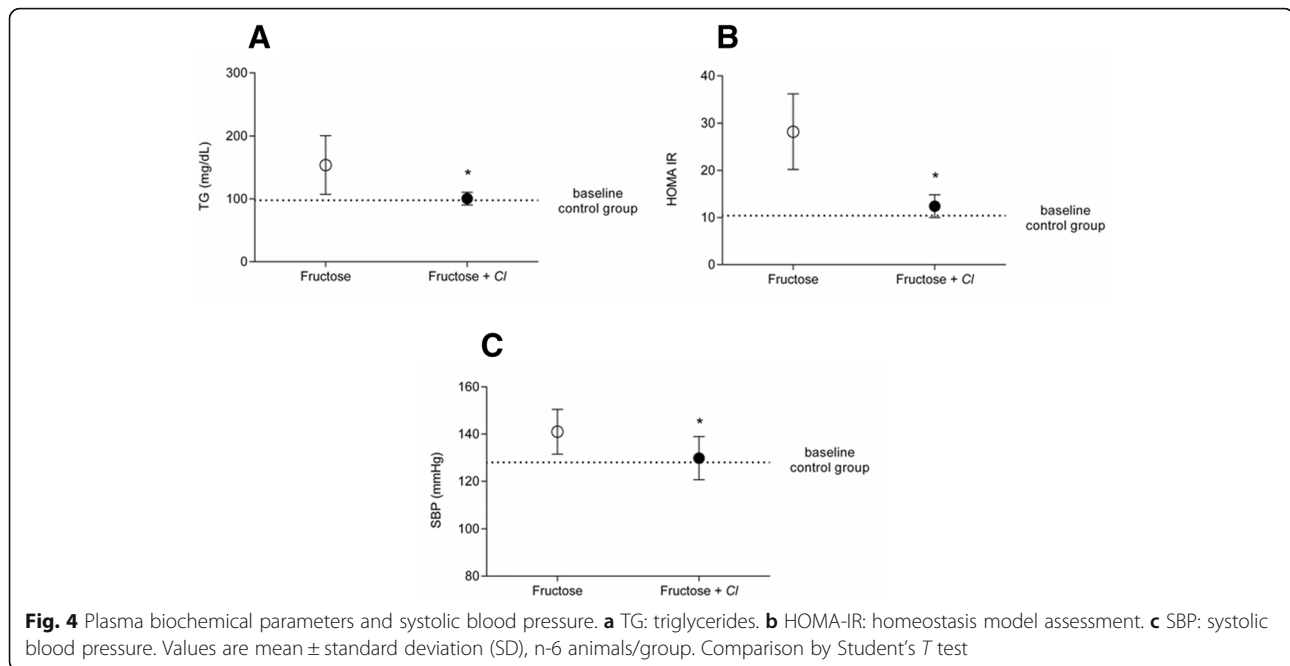 A
300
200
100
0
TG (mg/dL)
*
baseline
control group
Fructose
Fructose + CI
B
40
30
20
10
0
HOMA IR
*
baseline
control group
Fructose
Fructose + CI
C
160
140
120
100
80
SBP (mmHg)
*
baseline
control group
Fructose
Fructose + CI
Fig. 4 Plasma biochemical parameters and systolic blood pressure. a TG: triglycerides. b HOMA-IR: homeostasis model assessment. c SBP: systolic
blood pressure. Values are mean ± standard deviation (SD), n-6 animals/group. Comparison by Student's T test